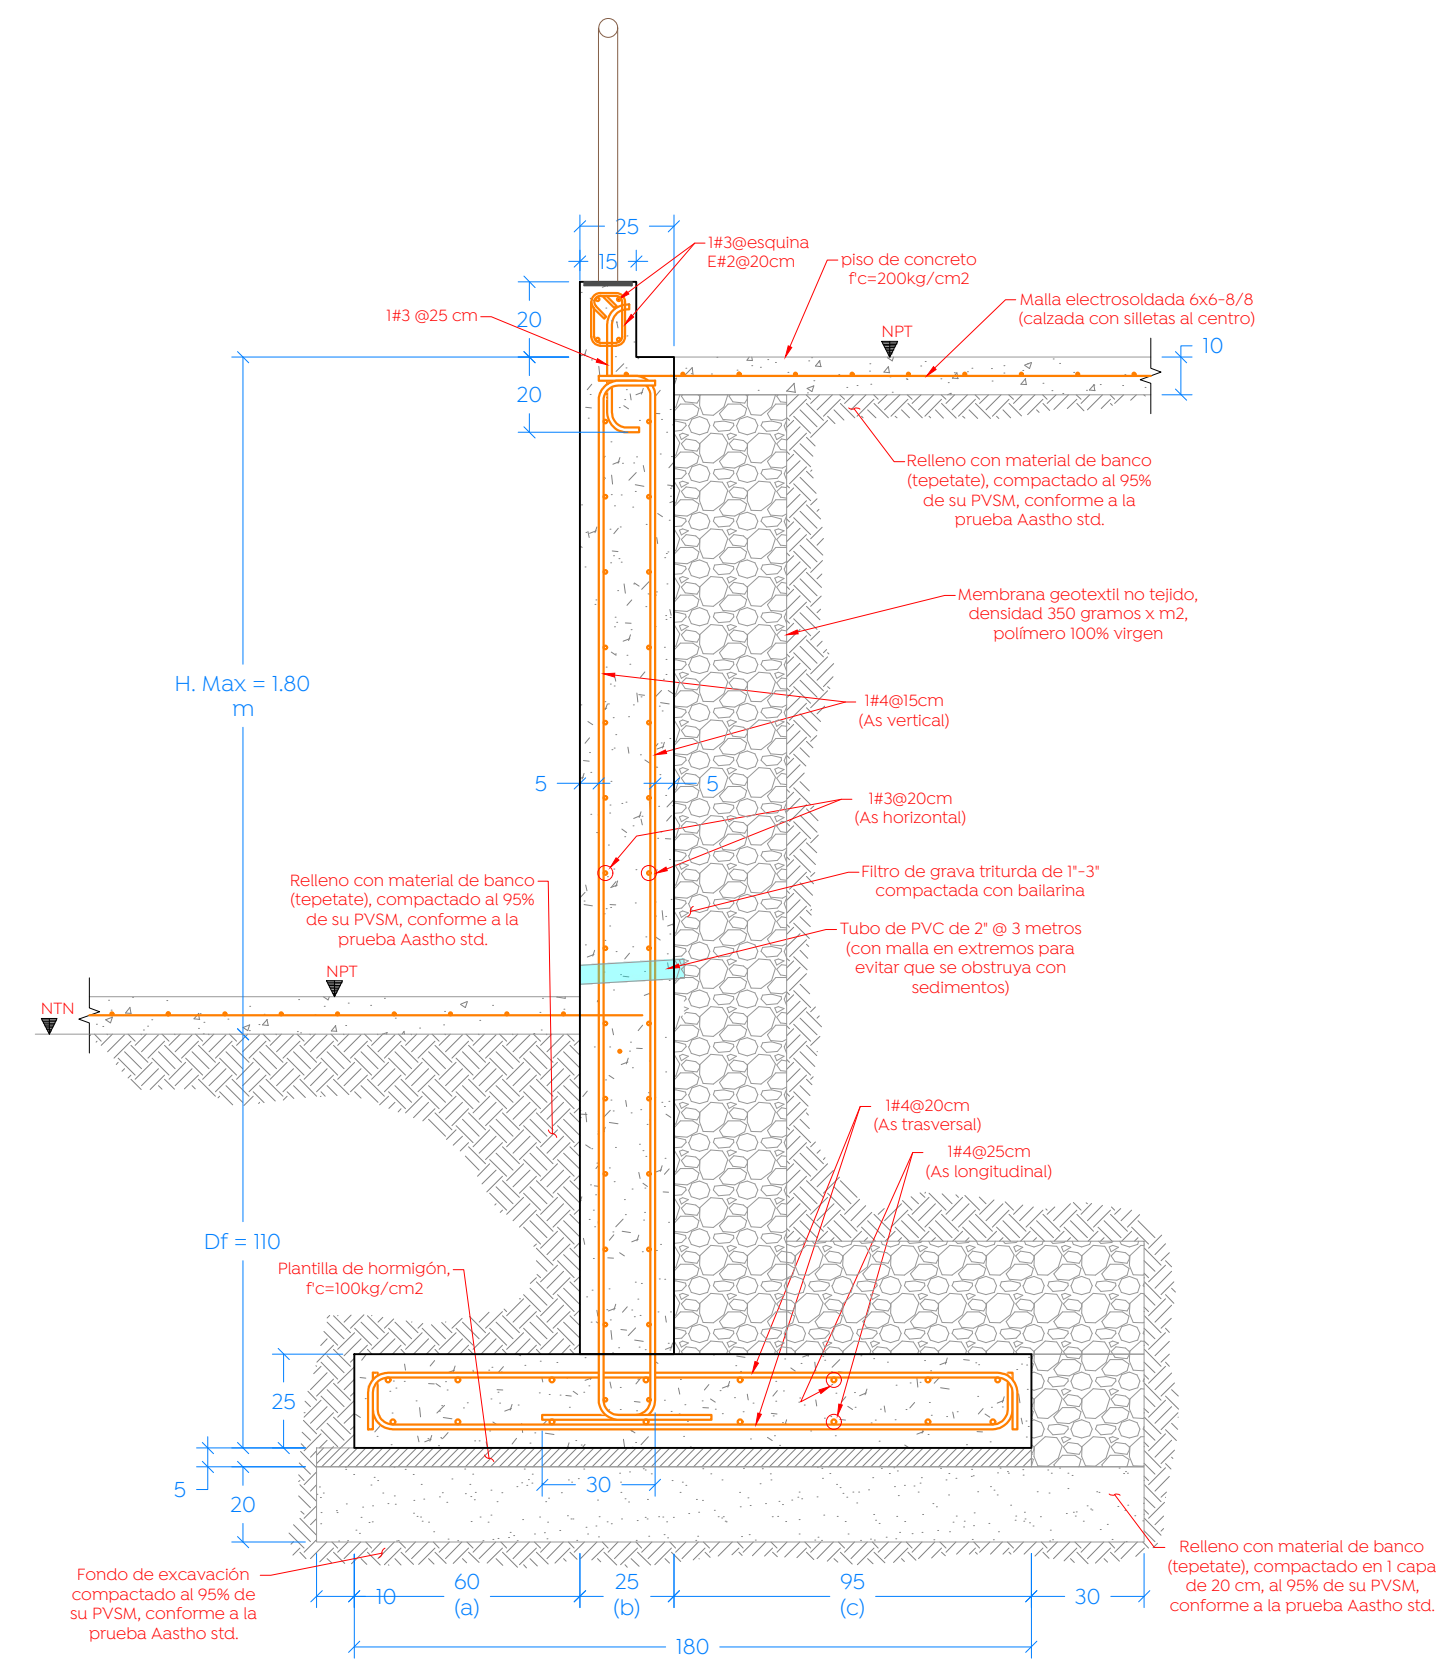 25
15
1#3@esquina
E#2@20cm
piso de concreto
f'c=200kg/cm2
Malla electrosoldada 6x6-8/8
(calzada con silletas al centro)
1#3 @25 cm
20
NPT
10
20
Relleno con material de banco
(tepetate), compactado al 95%
de su PVSM, conforme a la
prueba Aastho std.
Membrana geotextil no tejido,
densidad 350 gramos x m2,
polímero 100% virgen
H. Max = 1.80
m
1#4@15cm
(As vertical)
5
5
1#3@20cm
(As horizontal)
Relleno con material de banco
(tepetate), compactado al 95%
de su PVSM, conforme a la
prueba Aastho std.
Filtro de grava triturda de 1"-3"
compactada con bailarina
Tubo de PVC de 2" @ 3 metros
(con malla en extremos para
evitar que se obstruya con
sedimentos)
NPT
NTN
1#4@20cm
(As trasversal)
1#4@25cm
(As longitudinal)
Df = 110
Plantilla de hormigón,
f'c=100kg/cm2
25
5
20
30
Fondo de excavación
compactado al 95% de
su PVSM, conforme a la
prueba Aastho std.
Relleno con material de banco
(tepetate), compactado en 1 capa
de 20 cm, al 95% de su PVSM,
conforme a la prueba Aastho std.
10
60
(a)
25
(b)
95
(c)
30
180